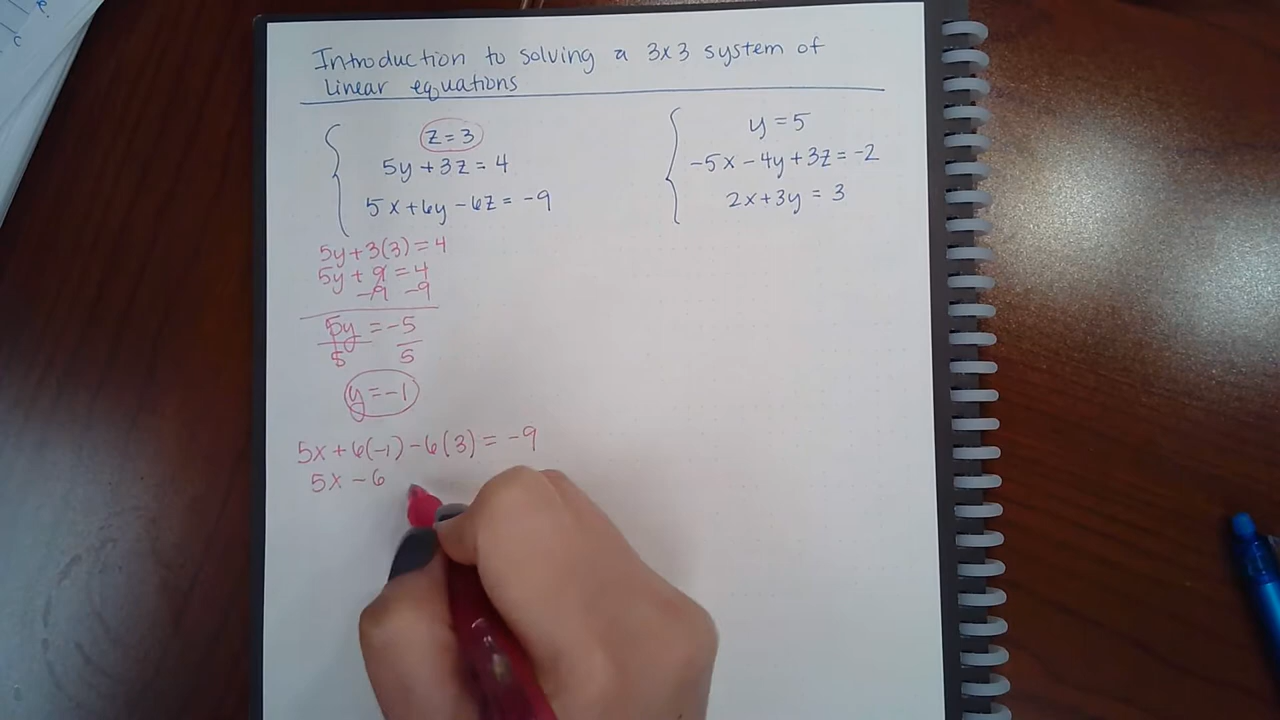 Introduction to solving a 3x3 system of
linear equations
z = 3
5y + 3z = 4
5x + 6y - 6z = -9
5y + 3(3) = 4
5y + 9 = 4
-9 -9
5y = -5
5 5
y = -1
5x + 6(-1) - 6(3) = -9
5x - 6
y = 5
-5x - 4y + 3z = -2
2x + 3y = 3